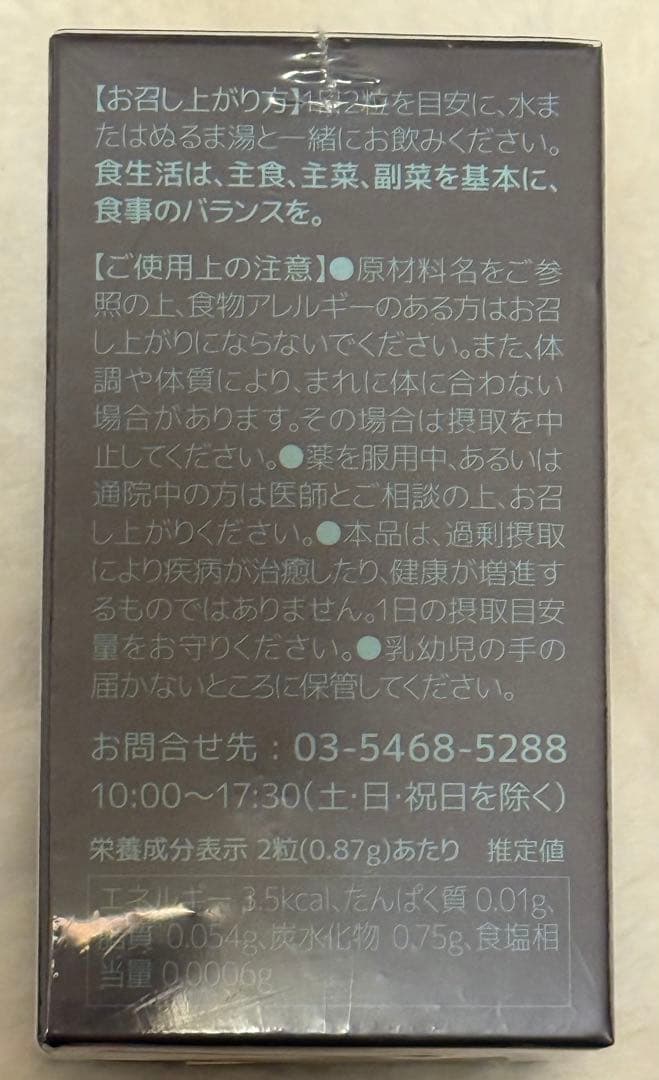 【お召し上がり方】1日2粒を目安に、水ま
たはぬるま湯と一緒にお飲みください。
食生活は、主食、主菜、副菜を基本に、
食事のバランスを。
【ご使用上の注意】●原材料名をご参
照の上、食物アレルギーのある方はお召
し上がりにならないでください。また、体
調や体質により、まれに体に合わない
場合があります。その場合は摂取を中
止してください。●薬を服用中、あるいは
通院中の方は医師とご相談の上、お召
し上がりください。●本品は、過剰摂取
により疾病が治癒したり、健康が増進す
るものではありません。1日の摂取目安
量をお守りください。●乳幼児の手の
届かないところに保管してください。
お問合せ先：03-5468-5288
10:00〜17:30(土・日・祝日を除く)
栄養成分表示 2粒(0.87g)あたり 推定値
エネルギー 3.5kcal、たんぱく質 0.01g、
脂質 0.054g、炭水化物 0.75g、食塩相
当量 0.0006g